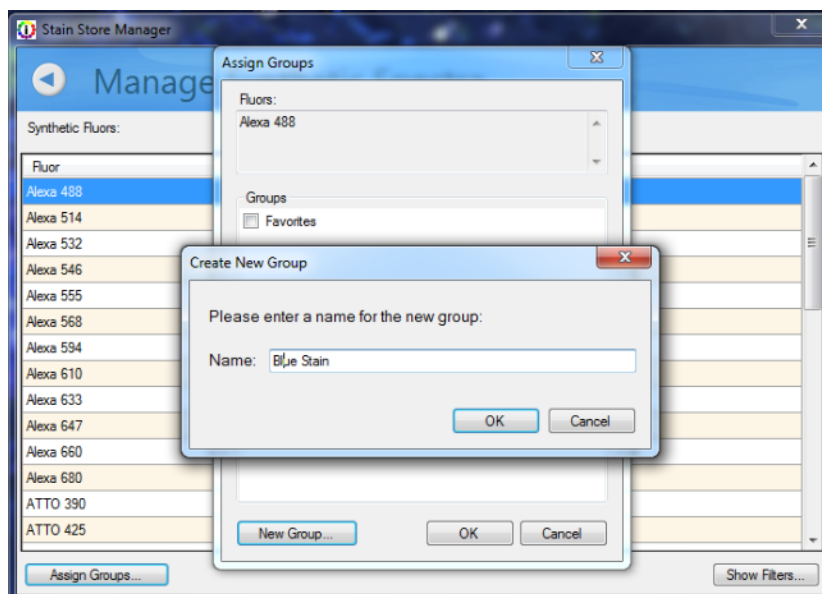 Stain Store Manager
Manage
Synthetic Fluors:
Fluor
Alexa 488
Alexa 514
Alexa 532
Alexa 546
Alexa 555
Alexa 568
Alexa 594
Alexa 610
Alexa 633
Alexa 647
Alexa 660
Alexa 680
ATTO 390
ATTO 425
Assign Groups...
Show Filters...
Assign Groups
Fluors:
Alexa 488
Groups
Favorites
New Group...
OK
Cancel
Create New Group
Please enter a name for the new group:
Name: Blue Stain
OK
Cancel